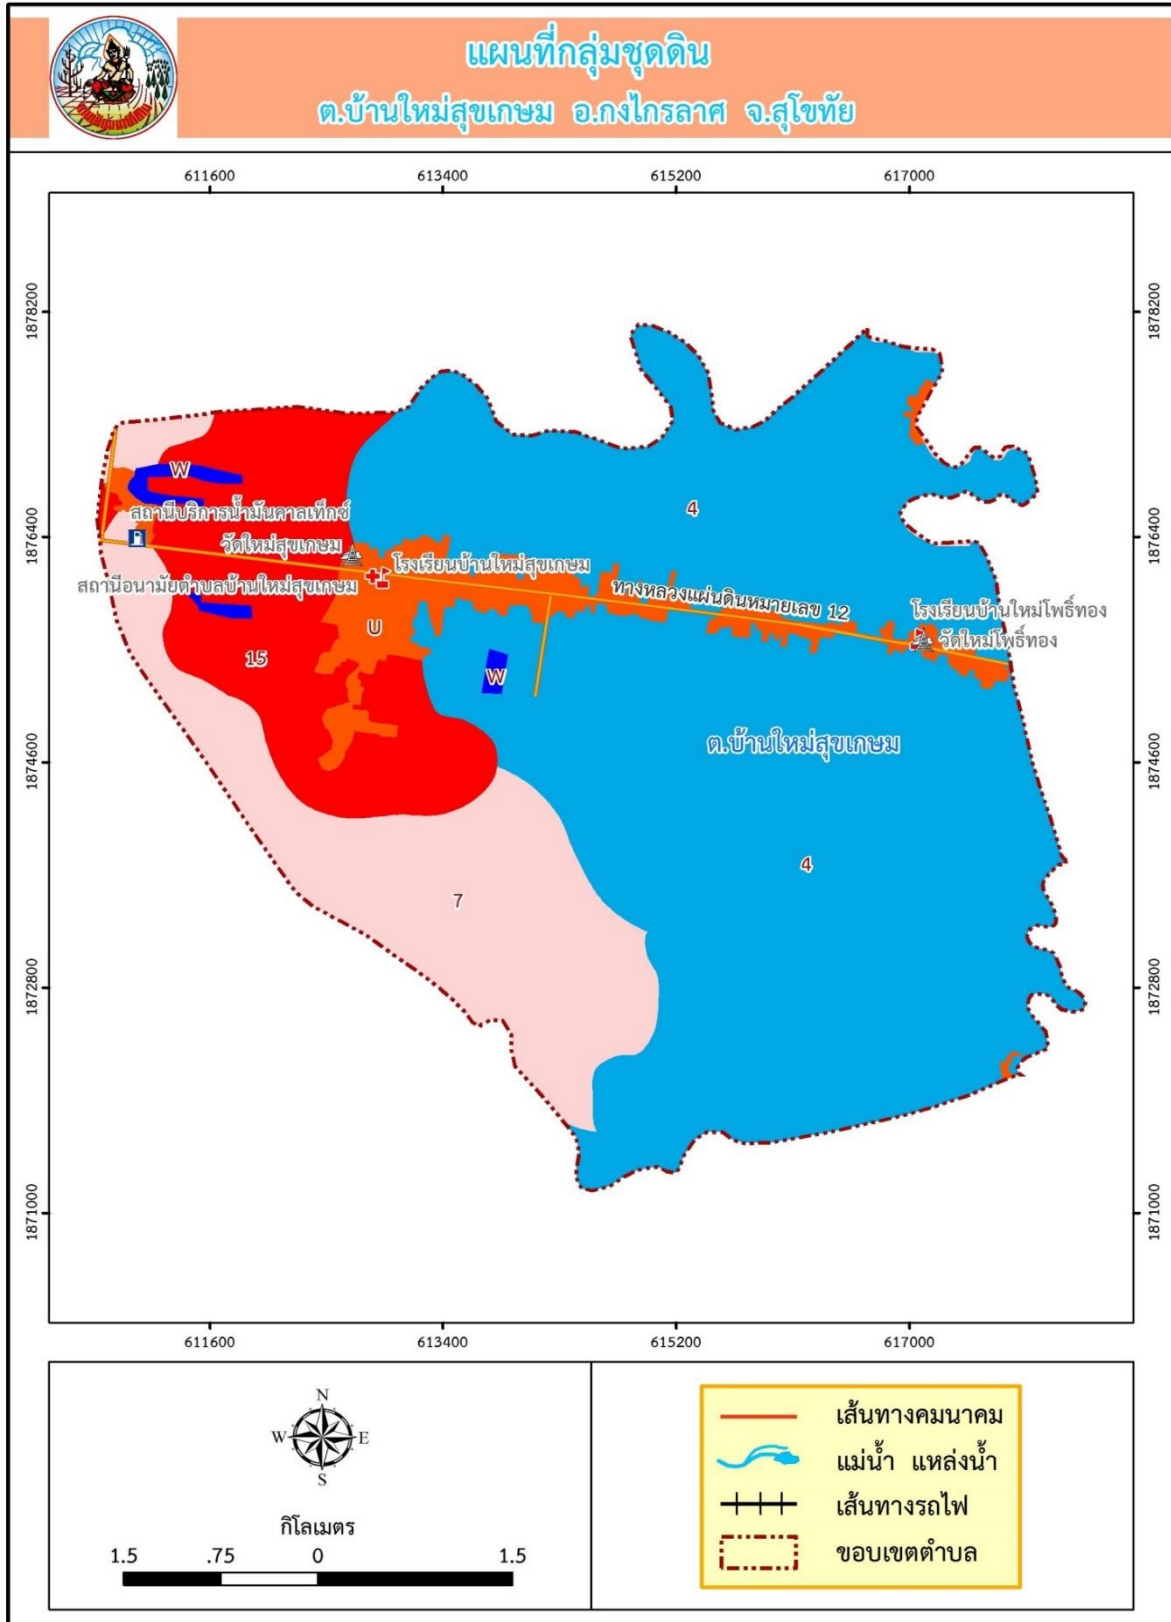 แผนที่กลุ่มชุดดิน
ต.บ้านใหม่สุขเกษม อ.กงไกรลาศ จ.สุโขทัย
611600 613400 615200 617000
1878200 1878200
W
4
สถานีบริการน้ำมันคาลเท็กซ์
1876400 1876400
วัดใหม่สุขเกษม
โรงเรียนบ้านใหม่สุขเกษม
สถานีอนามัยตำบลบ้านใหม่สุขเกษม
ทางหลวงแผ่นดินหมายเลข 12
โรงเรียนบ้านใหม่โพธิ์ทอง
U
วัดใหม่โพธิ์ทอง
15
W
ต.บ้านใหม่สุขเกษม
1874600 1874600
4
7
1872800 1872800
1871000 1871000
611600 613400 615200 617000
N
W E
S
กิโลเมตร
1.5 .75 0 1.5
เส้นทางคมนาคม
แม่น้ำ แหล่งน้ำ
เส้นทางรถไฟ
ขอบเขตตำบล